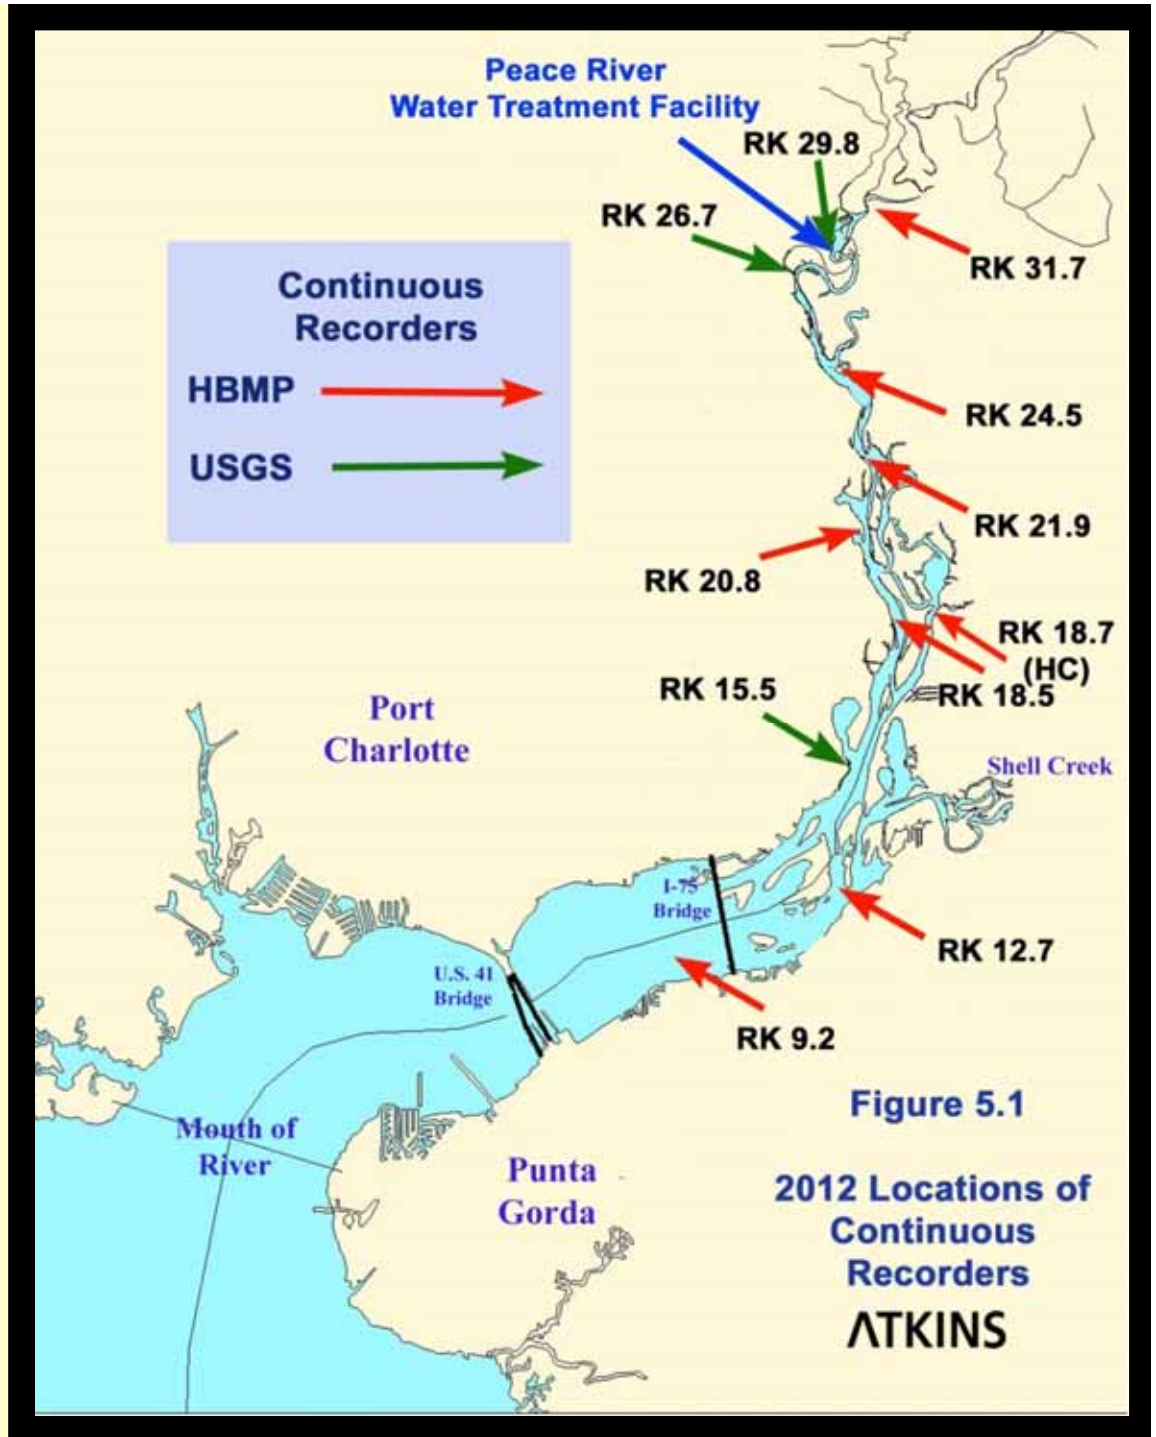 Peace River
Water Treatment Facility
RK 29.8
RK 26.7
RK 31.7
Continuous
Recorders
HBMP
USGS
RK 24.5
RK 21.9
RK 20.8
RK 18.7
(HC)
RK 18.5
RK 15.5
Port
Charlotte
Shell Creek
I-75
Bridge
RK 12.7
U.S. 41
Bridge
RK 9.2
Figure 5.1
Mouth of
River
Punta
Gorda
2012 Locations of
Continuous
Recorders
ATKINS